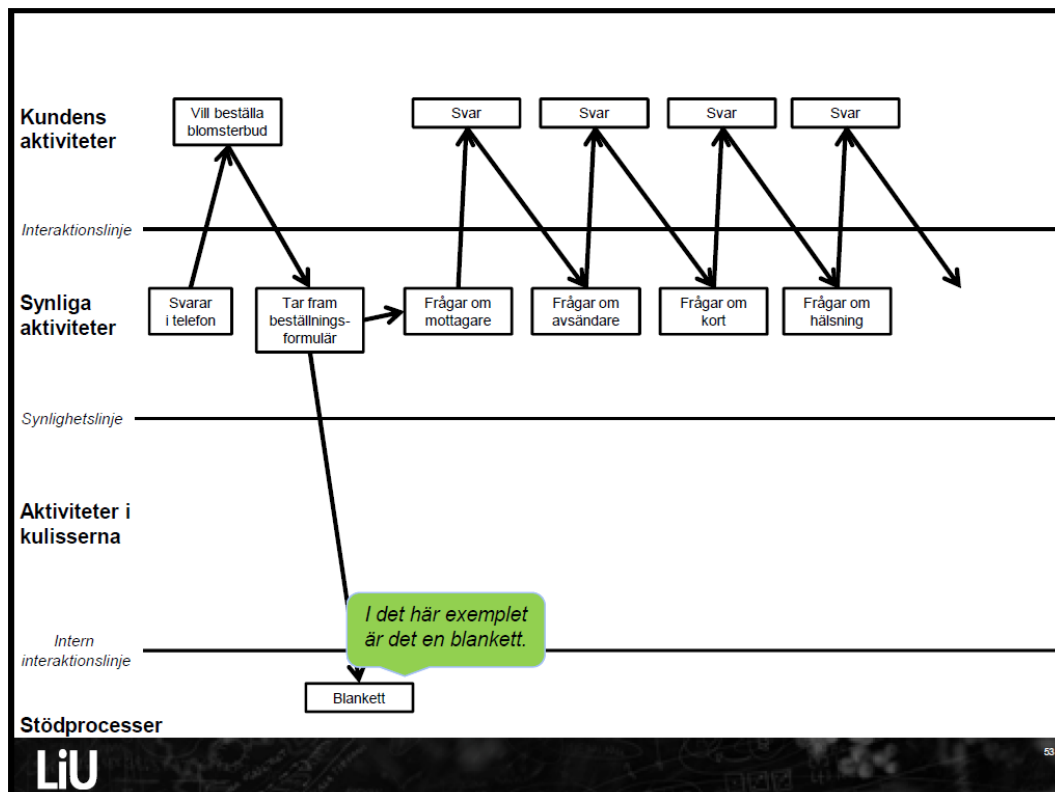 Kundens
aktiviteter
Vill beställa
blomsterbud
Svar
Svar
Svar
Svar
Interaktionslinje
Synliga
aktiviteter
Svarar
i telefon
Tar fram
beställnings-
formulär
Frågar om
mottagare
Frågar om
avsändare
Frågar om
kort
Frågar om
hälsning
Synlighetslinje
Aktiviteter i
kulisserna
I det här exemplet
är det en blankett.
Intern
interaktionslinje
Blankett
Stödprocesser
LiU
53